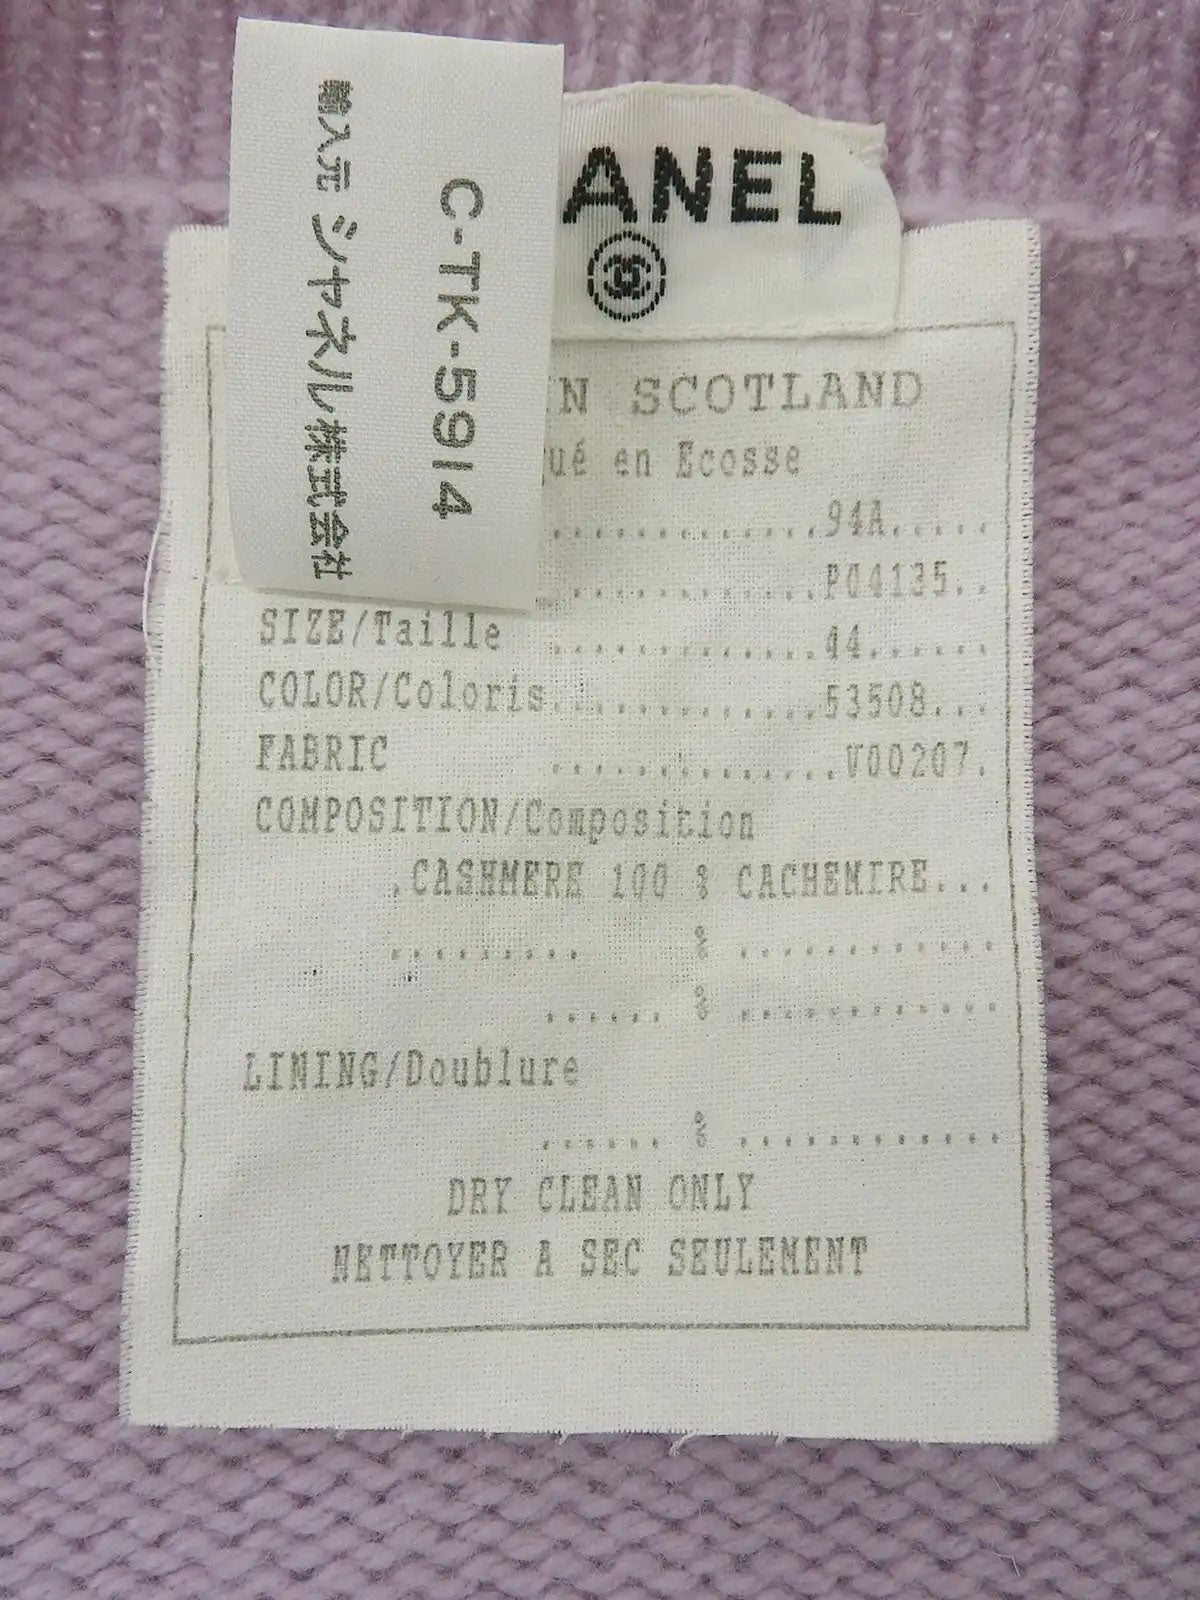 輸入元 シャネル株式会社
C-TK-5914
ANEL
N SCOTLAND
ué en Ecosse
..............94A.....
..............P04135..
SIZE/Taille ..............44......
COLOR/Coloris..............53508...
FABRIC ...............V00207.
COMPOSITION/Composition
.CASHMERE 100 % CACHEMIRE...
......... % ............
...... % ............
LINING/Doublure
...... % ............
DRY CLEAN ONLY
NETTOYER A SEC SEULEMENT